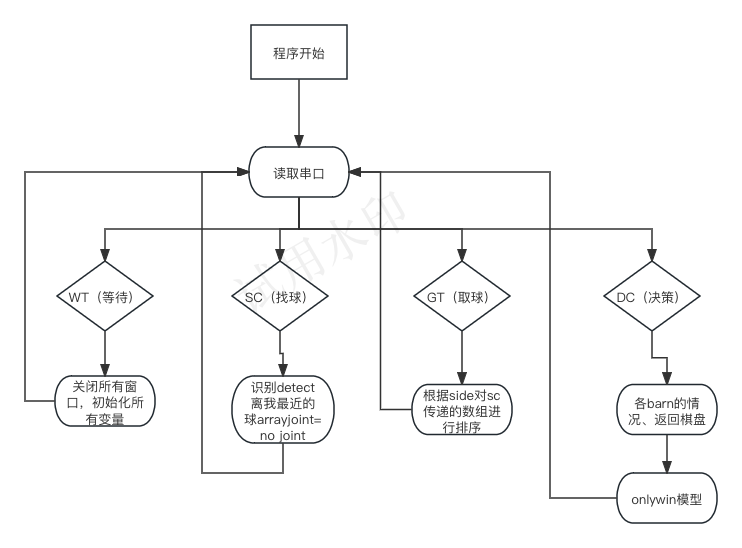 程序开始
读取串口
试用水印
WT（等待）
SC（找球）
GT（取球）
DC（决策）
关闭所有窗
口，初始化所
有变量
识别detect
离我最近的
球arrayjoint=
no joint
根据side对sc
传递的数组进
行排序
各barn的情
况、返回棋盘
onlywin模型